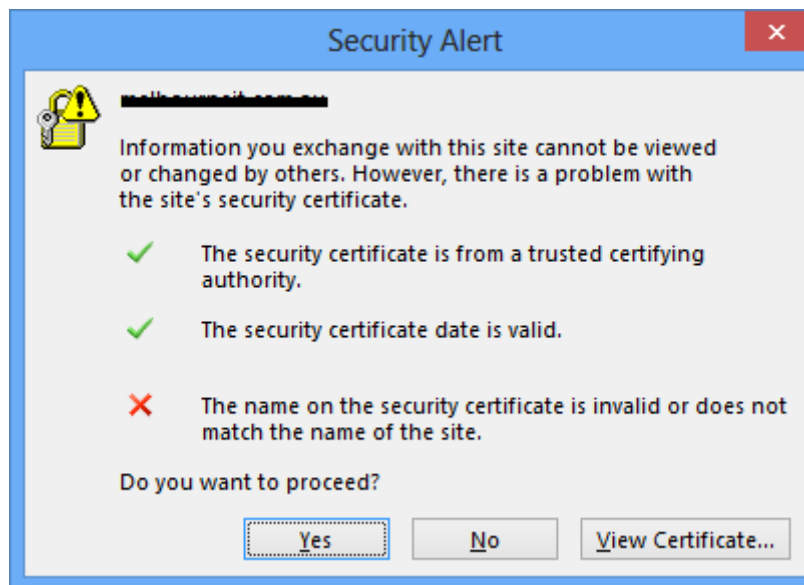 Security Alert
Information you exchange with this site cannot be viewed
or changed by others. However, there is a problem with
the site's security certificate.
The security certificate is from a trusted certifying
authority.
The security certificate date is valid.
The name on the security certificate is invalid or does not
match the name of the site.
Do you want to proceed?
Yes
No
View Certificate...